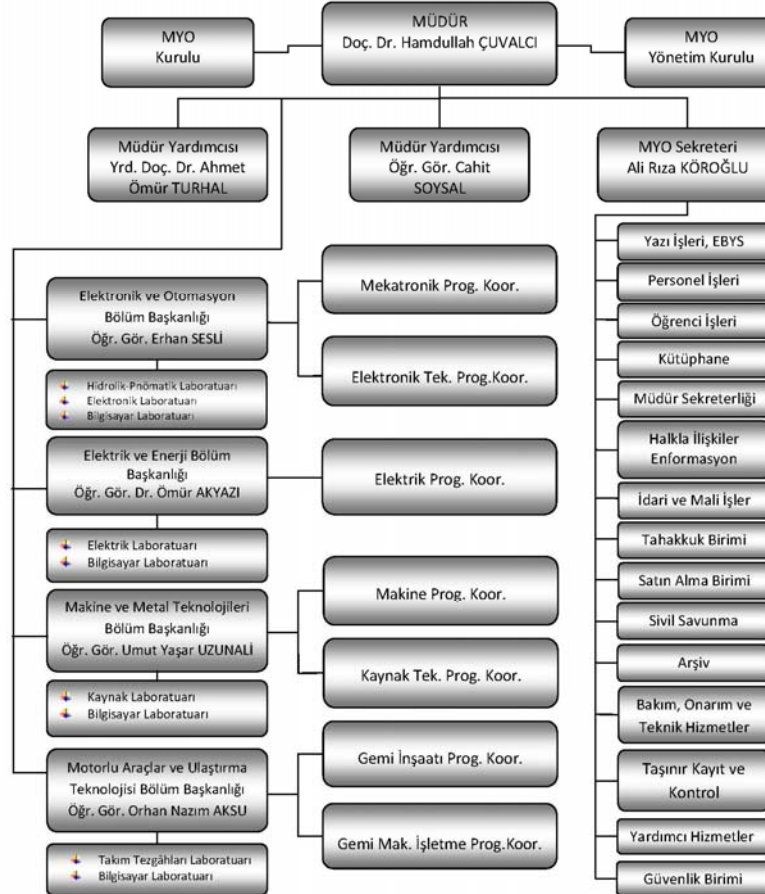 MÜDÜR
Doç. Dr. Hamdullah ÇUVALCI
MYO
Kurulu
MYO
Yönetim Kurulu
Müdür Yardımcısı
Yrd. Doç. Dr. Ahmet
Ömür TURHAL
Müdür Yardımcısı
Öğr. Gör. Cahit
SOYSAL
MYO Sekreteri
Ali Rıza KÖROĞLU
Elektronik ve Otomasyon
Bölüm Başkanlığı
Öğr. Gör. Erhan SESLİ
Hidrolik-Pnömatik Laboratuarı
Elektronik Laboratuarı
Bilgisayar Laboratuarı
Mekatronik Prog. Koor.
Elektronik Tek. Prog.Koor.
Elektrik ve Enerji Bölüm
Başkanlığı
Öğr. Gör. Dr. Ömür AKYAZI
Elektrik Laboratuarı
Bilgisayar Laboratuarı
Elektrik Prog. Koor.
Makine ve Metal Teknolojileri
Bölüm Başkanlığı
Öğr. Gör. Umut Yaşar UZUNALİ
Kaynak Laboratuarı
Bilgisayar Laboratuarı
Makine Prog. Koor.
Kaynak Tek. Prog. Koor.
Motorlu Araçlar ve Ulaştırma
Teknolojisi Bölüm Başkanlığı
Öğr. Gör. Orhan Nazım AKSU
Takım Tezgâhları Laboratuarı
Bilgisayar Laboratuarı
Gemi İnşaatı Prog. Koor.
Gemi Mak. İşletme Prog.Koor.
Yazı İşleri, EBYS
Personel İşleri
Öğrenci İşleri
Kütüphane
Müdür Sekreterliği
Halkla İlişkiler
Enformasyon
İdari ve Mali İşler
Tahakkuk Birimi
Satın Alma Birimi
Sivil Savunma
Arşiv
Bakım, Onarım ve
Teknik Hizmetler
Taşınır Kayıt ve
Kontrol
Yardımcı Hizmetler
Güvenlik Birimi